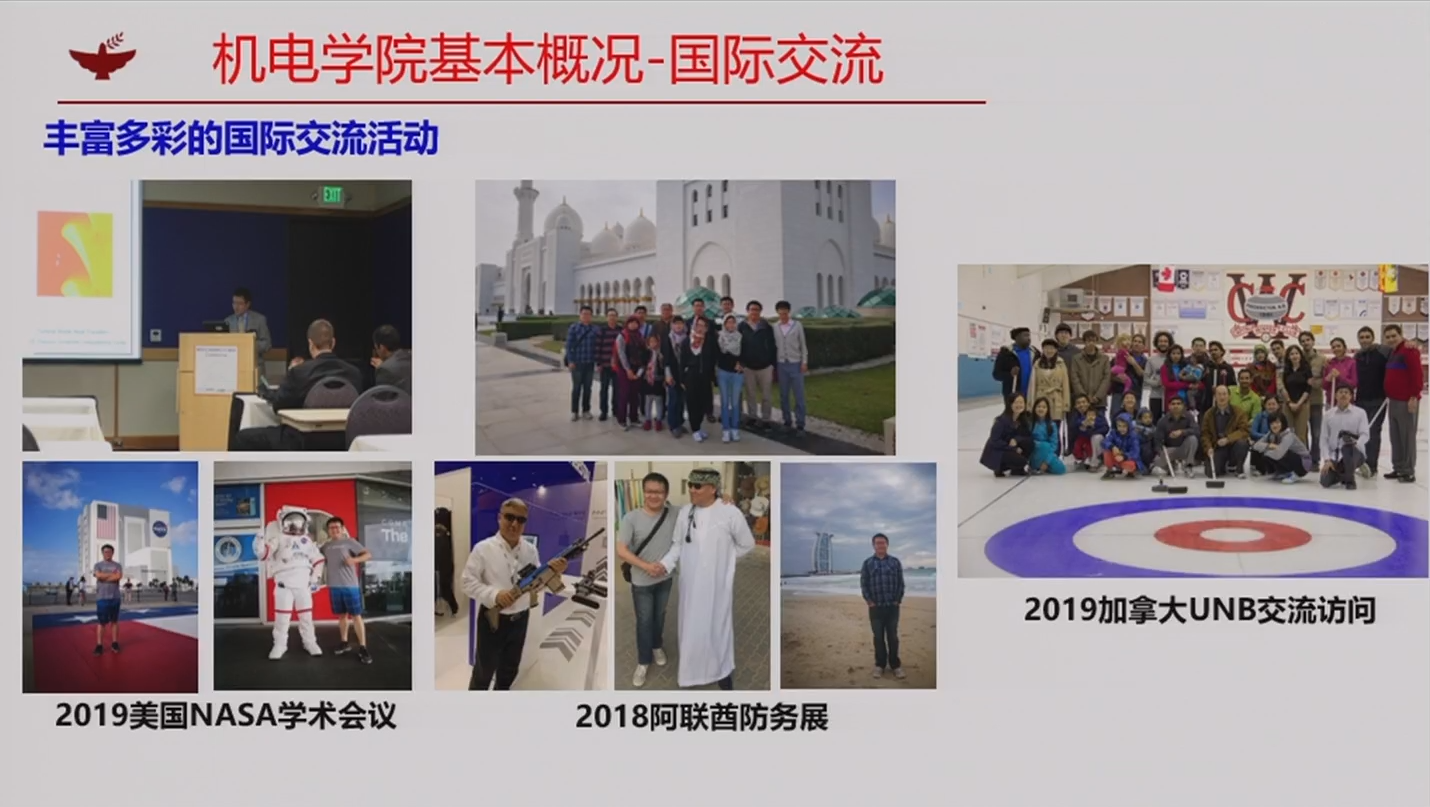 机电学院基本概况-国际交流
丰富多彩的国际交流活动
EXIT
NASA
The
CWC
2019美国NASA学术会议
2018阿联酋防务展
2019加拿大UNB交流访问